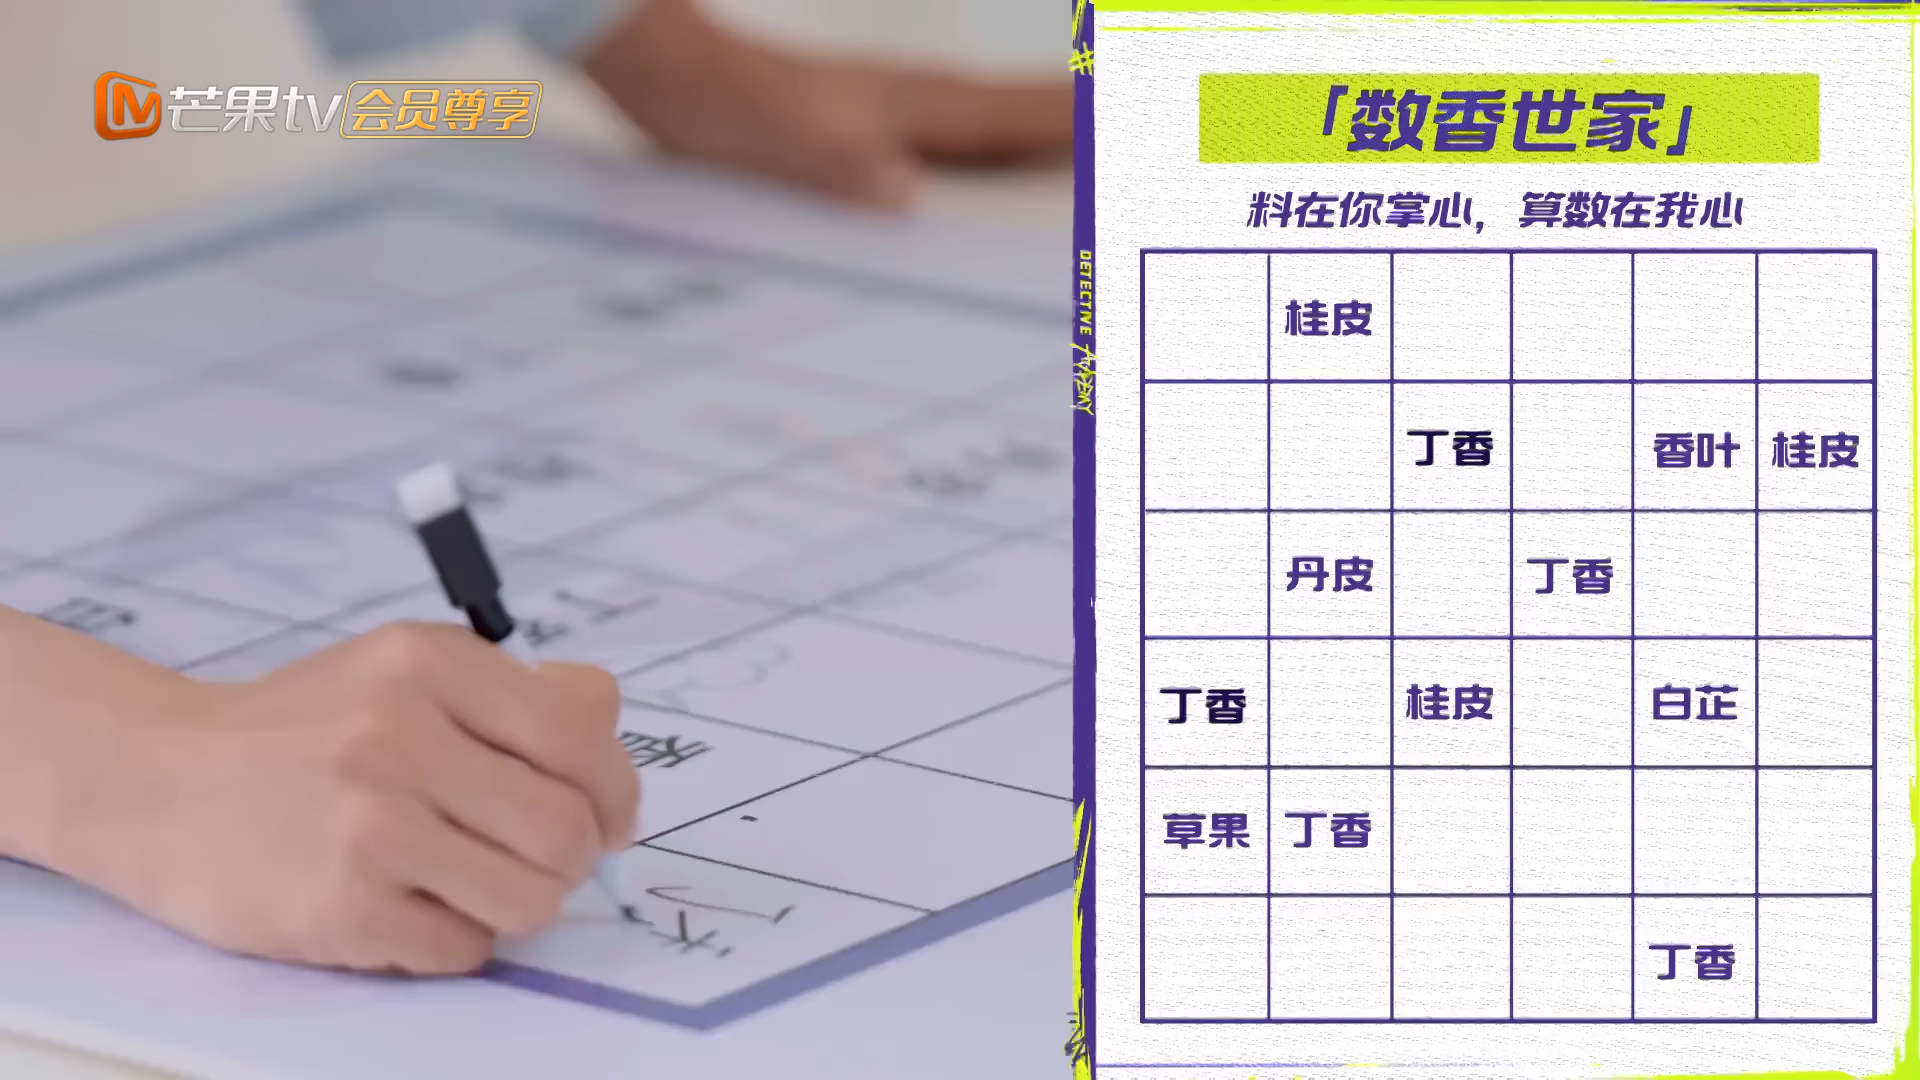 芒果tv会员尊享
「数香世家」
料在你掌心，算数在我心
桂皮
丁香 香叶 桂皮
丹皮 丁香
丁香 桂皮 白芷
草果 丁香
丁香
DETECTIVE ACADEMY